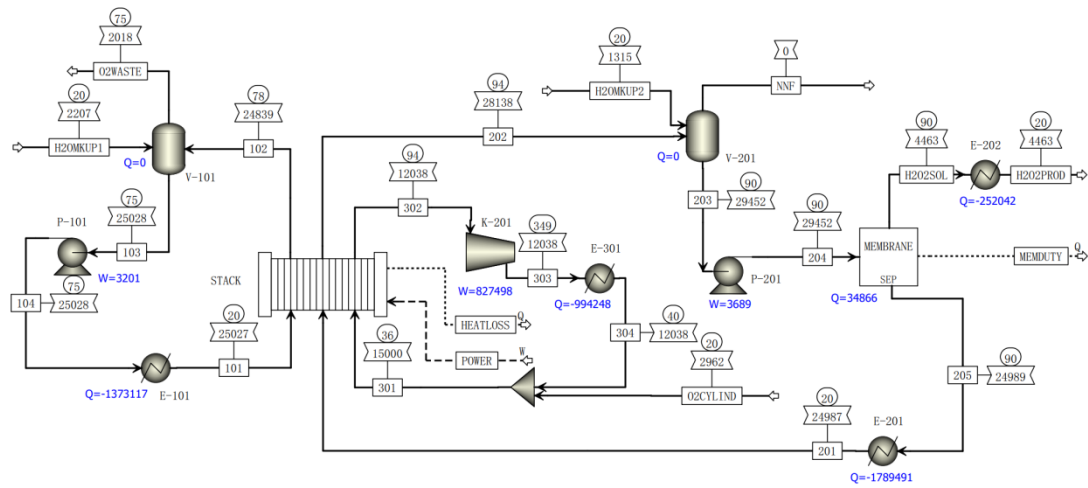 75
2018
O2WASTE
20
2207
H2OMKUP1
78
24839
102
Q=0
V-101
75
25028
103
P-101
W=3201
104
75
25028
20
25027
101
Q=-1373117
E-101
STACK
94
28138
202
94
12038
302
K-201
W=827498
349
12038
303
E-301
Q=-994248
304
40
12038
HEATLOSS
Q
POWER
W
36
15000
301
20
2962
O2CYLIND
20
1315
H2OMKUP2
0
NNF
Q=0
V-201
90
29452
203
P-201
W=3689
90
29452
204
MEMBRANE
SEP
Q=34866
90
4463
H2O2SOL
E-202
Q=-252042
20
4463
H2O2PROD
MEMDUTY
Q
205
90
24989
E-201
Q=-1789491
20
24987
201